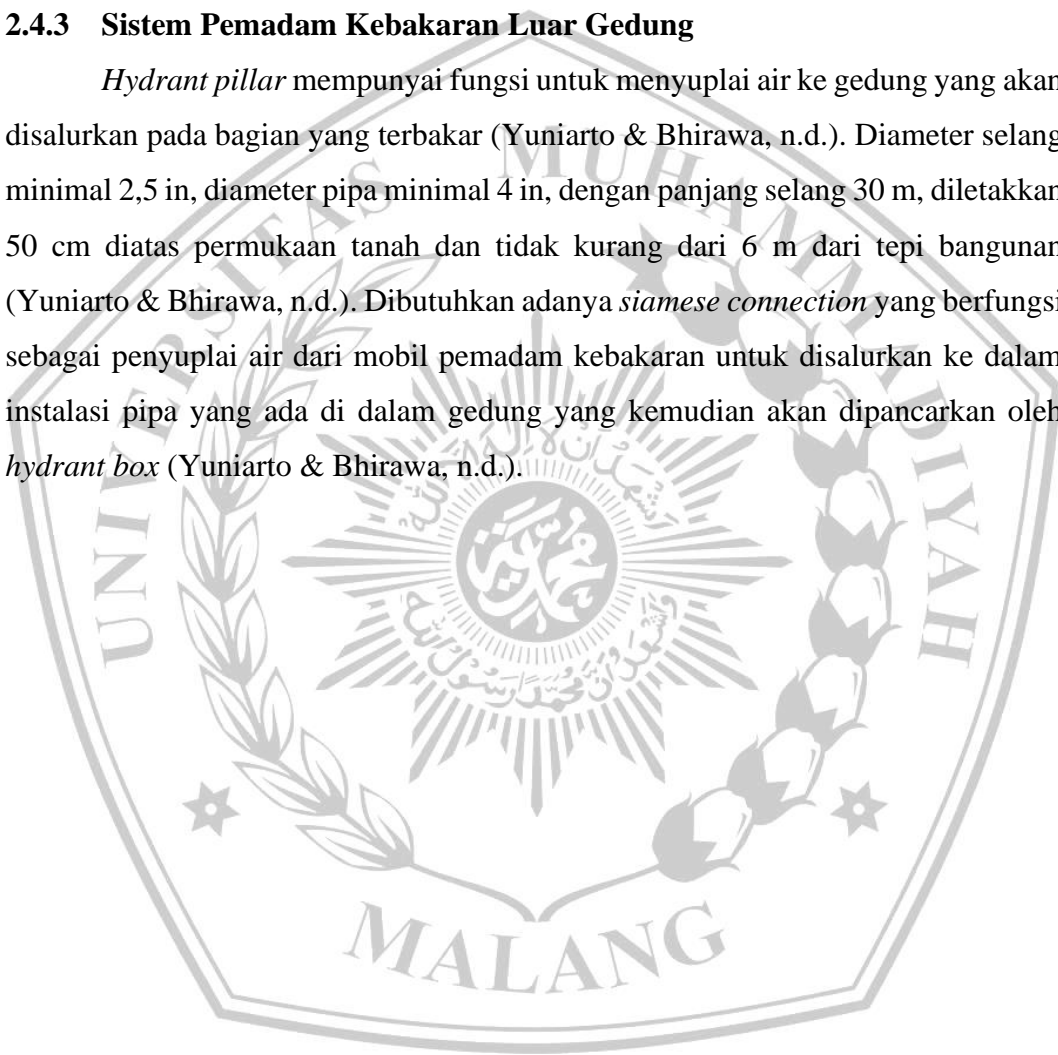 2.4.3 Sistem Pemadam Kebakaran Luar Gedung
Hydrant pillar mempunyai fungsi untuk menyuplai air ke gedung yang akan
disalurkan pada bagian yang terbakar (Yuniarto & Bhirawa, n.d.). Diameter selang
minimal 2,5 in, diameter pipa minimal 4 in, dengan panjang selang 30 m, diletakkan
50 cm diatas permukaan tanah dan tidak kurang dari 6 m dari tepi bangunan
(Yuniarto & Bhirawa, n.d.). Dibutuhkan adanya siamese connection yang berfungsi
sebagai penyuplai air dari mobil pemadam kebakaran untuk disalurkan ke dalam
instalasi pipa yang ada di dalam gedung yang kemudian akan dipancarkan oleh
hydrant box (Yuniarto & Bhirawa, n.d.).
UNIVERSITAS MUHAMMADIYAH
MALANG